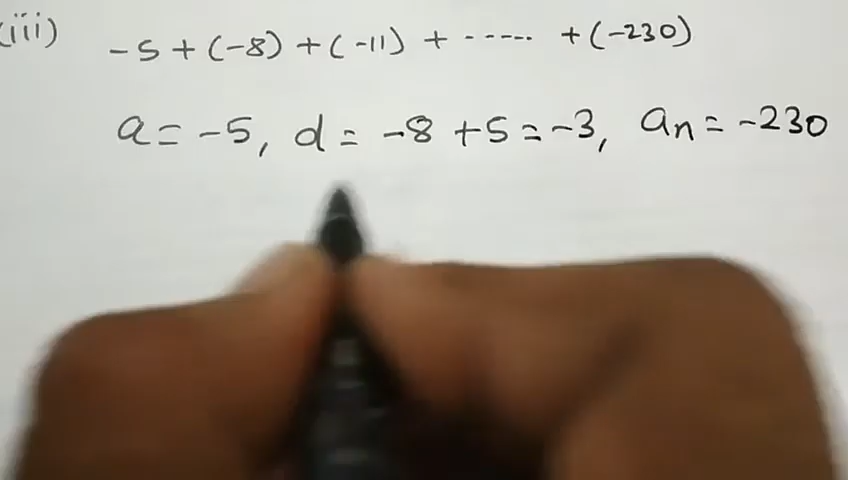 (iii) -5 + (-8) + (-11) + ------ + (-230)
a = -5, d = -8 + 5 = -3, an = -230